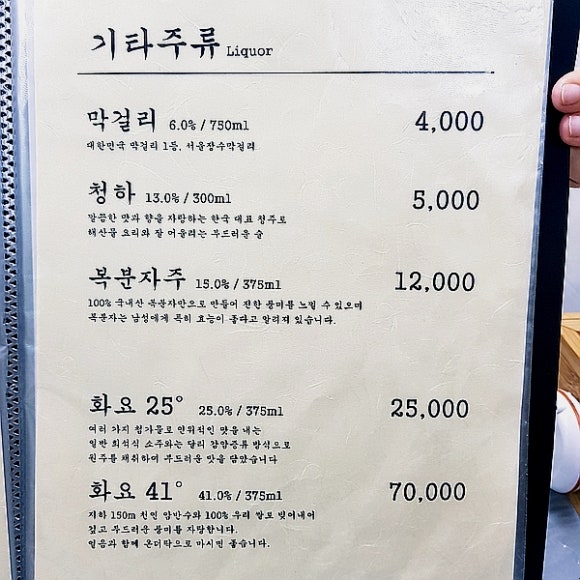 기타주류 Liquor
막걸리 6.0% / 750ml 4,000
대한민국 막걸리 1등, 서울장수막걸리
청하 13.0% / 300ml 5,000
깔끔한 맛과 향을 자랑하는 한국 대표 청주로
해산물 요리와 잘 어울리는 부드러운 술
복분자주 15.0% / 375ml 12,000
100% 국내산 복분자만으로 만들어 진한 풍미를 느낄 수 있으며
복분자는 남성에게 특히 효능이 좋다고 알려져 있습니다.
화요 25° 25.0% / 375ml 25,000
여러 가지 첨가물로 인위적인 맛을 내는
일반 희석식 소주와는 달리 감압증류 방식으로
원주를 채취하여 부드러운 맛을 담았습니다
화요 41° 41.0% / 375ml 70,000
지하 150m 천연 암반수와 100% 우리 쌀로 빚어내어
깊고 부드러운 풍미를 자랑합니다.
얼음과 함께 온더락으로 마시면 좋습니다.